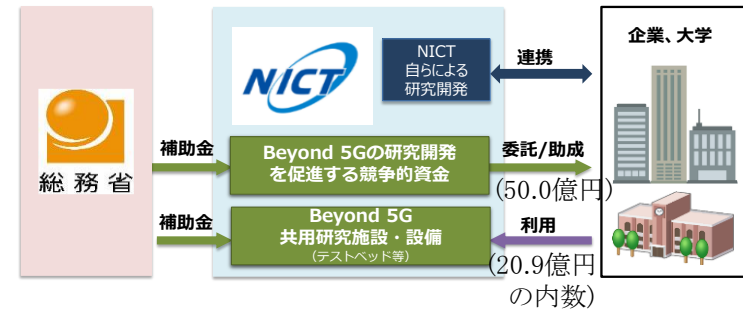 総務省
NICT
NICT
自らによる
研究開発
連携
企業、大学
補助金
Beyond 5Gの研究開発
を促進する競争的資金
委託/助成
(50.0億円)
補助金
Beyond 5G
共用研究施設・設備
(テストベッド等)
利用
(20.9億円
の内数)